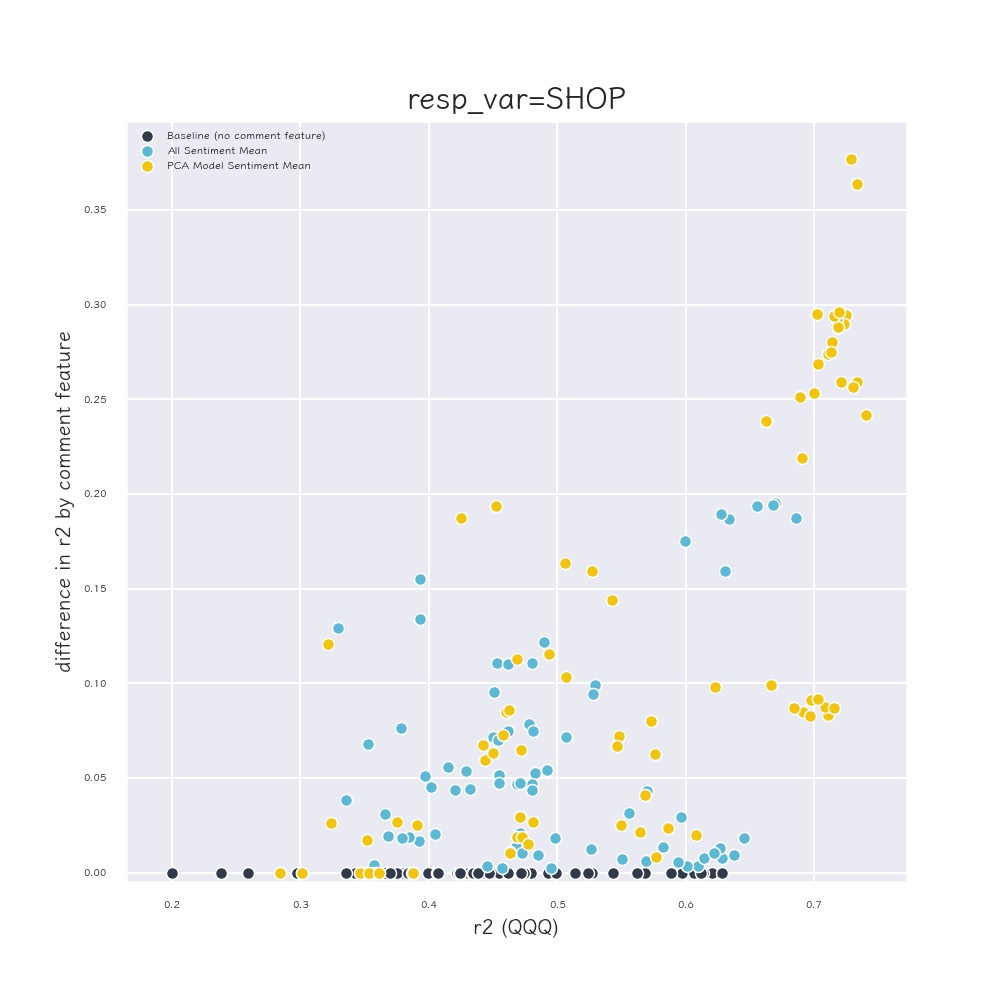 resp_var=SHOP
Baseline (no comment feature)
All Sentiment Mean
PCA Model Sentiment Mean
0.35
0.30
0.25
0.20
0.15
0.10
0.05
0.00
difference in r2 by comment feature
0.2 0.3 0.4 0.5 0.6 0.7
r2 (QQQ)